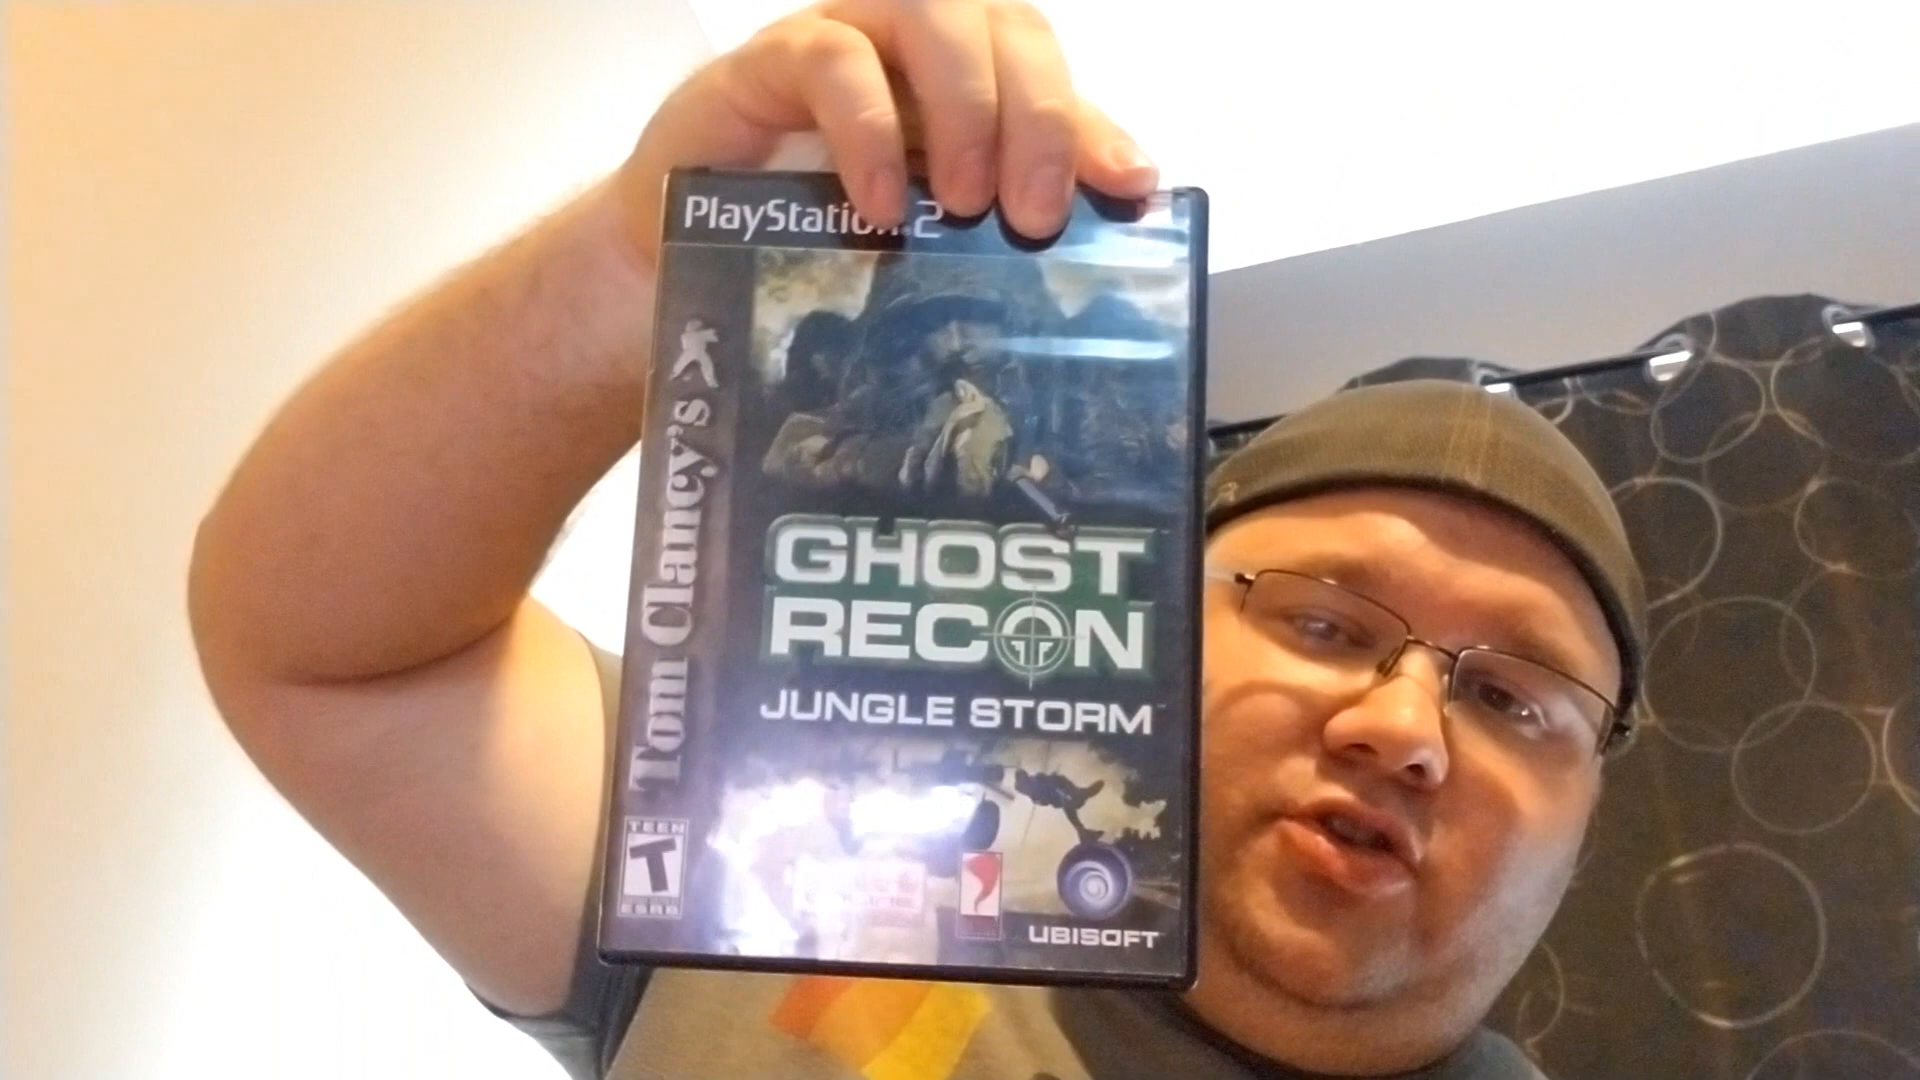 PlayStation.2
Tom Clancy's
GHOST
RECON
JUNGLE STORM
TEEN
T
ESRB
UBISOFT